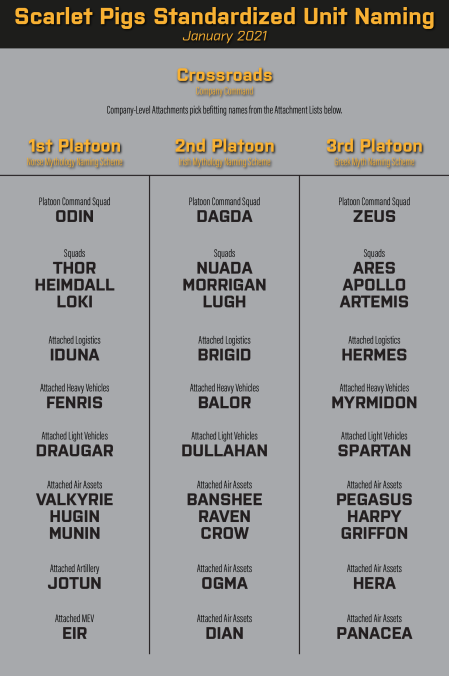 Scarlet Pigs Standardized Unit Naming
January 2021
Crossroads
Company Command
Company-Level Attachments pick befitting names from the Attachment Lists below.
1st Platoon
Norse Mythology Naming Scheme
Platoon Command Squad
ODIN
Squads
THOR
HEIMDALL
LOKI
Attached Logistics
IDUNA
Attached Heavy Vehicles
FENRIS
Attached Light Vehicles
DRAUGAR
Attached Air Assets
VALKYRIE
HUGIN
MUNIN
Attached Artillery
JOTUN
Attached MEV
EIR
2nd Platoon
Irish Mythology Naming Scheme
Platoon Command Squad
DAGDA
Squads
NUADA
MORRIGAN
LUGH
Attached Logistics
BRIGID
Attached Heavy Vehicles
BALOR
Attached Light Vehicles
DULLAHAN
Attached Air Assets
BANSHEE
RAVEN
CROW
Attached Air Assets
OGMA
Attached Air Assets
DIAN
3rd Platoon
Greek Myth Naming Scheme
Platoon Command Squad
ZEUS
Squads
ARES
APOLLO
ARTEMIS
Attached Logistics
HERMES
Attached Heavy Vehicles
MYRMIDON
Attached Light Vehicles
SPARTAN
Attached Air Assets
PEGASUS
HARPY
GRIFFON
Attached Air Assets
HERA
Attached Air Assets
PANACEA